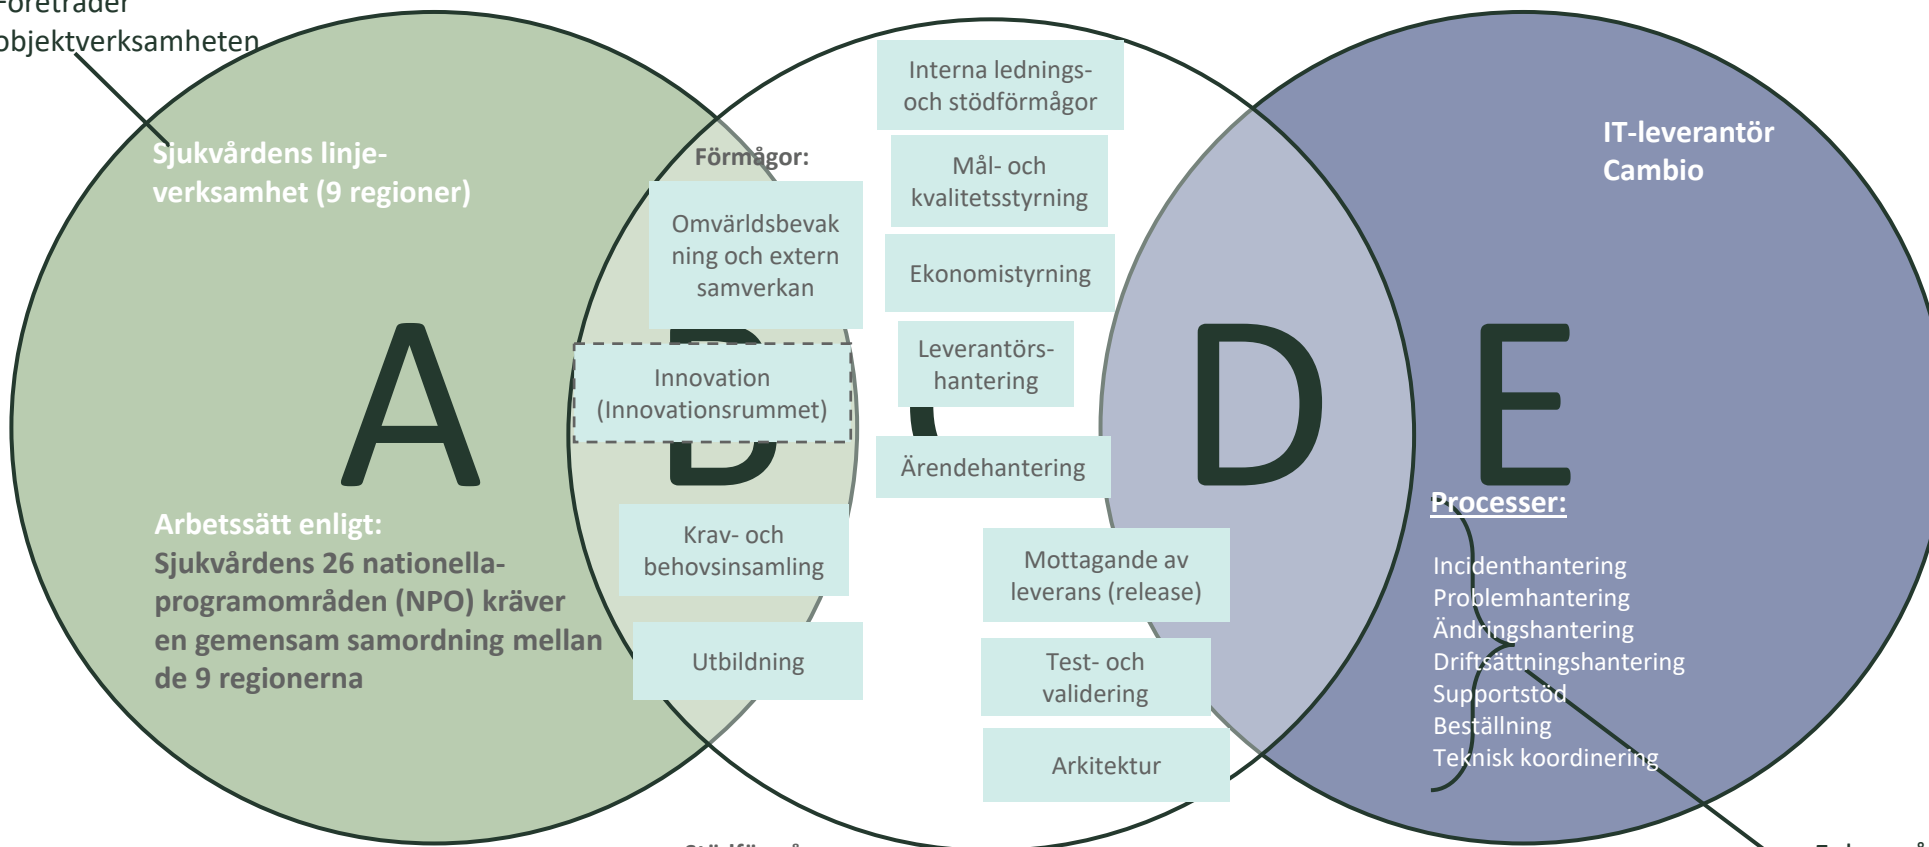 Företräder
objektverksamheten
Sjukvårdens linje-
verksamhet (9 regioner)
A
Arbetssätt enligt:
Sjukvårdens 26 nationella-
programområden (NPO) kräver
en gemensam samordning mellan
de 9 regionerna
Förmågor:
Omvärldsbevak
ning och extern
samverkan
B
Innovation
(Innovationsrummet)
Krav- och
behovsinsamling
Utbildning
Interna lednings-
och stödförmågor
Mål- och
kvalitetsstyrning
Ekonomistyrning
Leverantörs-
hantering
Ärendehantering
Mottagande av
leverans (release)
Test- och
validering
Arkitektur
D
IT-leverantör
Cambio
E
Processer:
Incidenthantering
Problemhantering
Ändringshantering
Driftsättningshantering
Supportstöd
Beställning
Teknisk koordinering